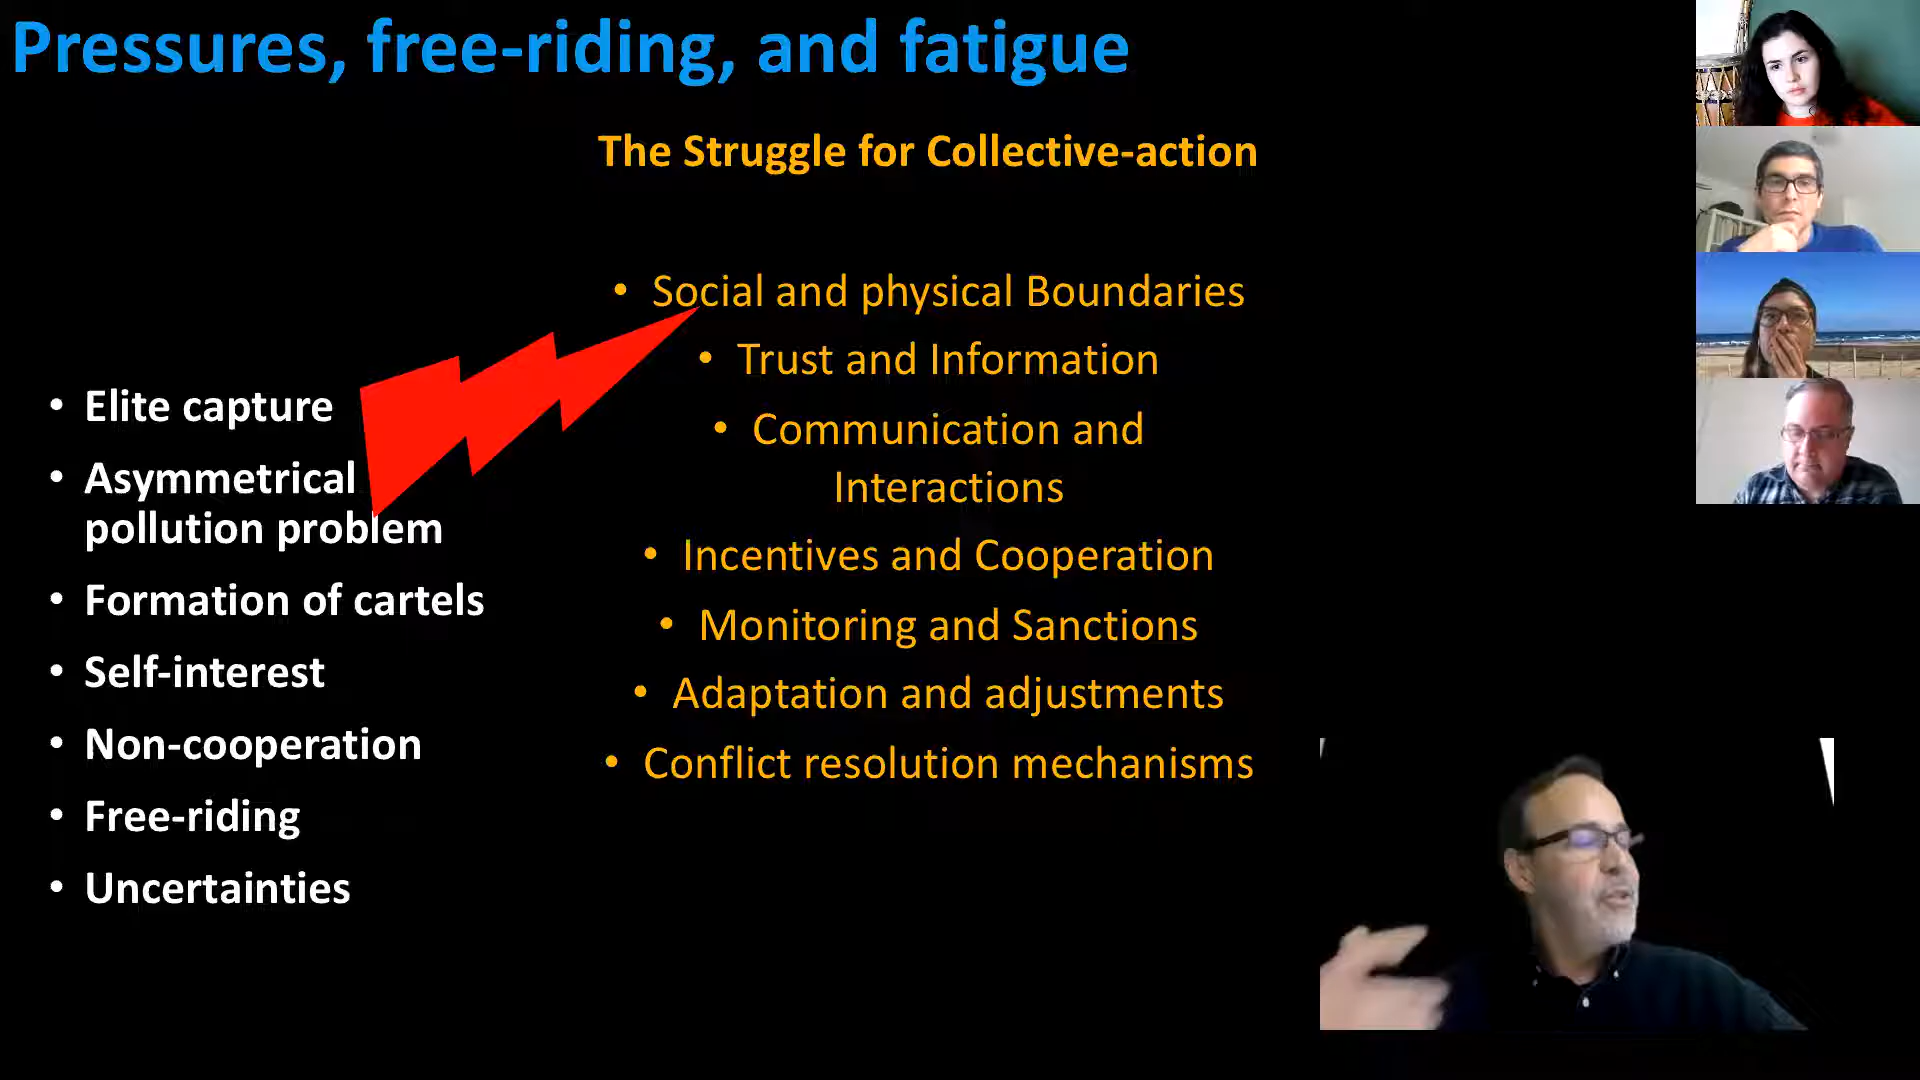 Pressures, free-riding, and fatigue
The Struggle for Collective-action
• Elite capture
• Asymmetrical
pollution problem
• Formation of cartels
• Self-interest
• Non-cooperation
• Free-riding
• Uncertainties
• Social and physical Boundaries
• Trust and Information
• Communication and
Interactions
• Incentives and Cooperation
• Monitoring and Sanctions
• Adaptation and adjustments
• Conflict resolution mechanisms